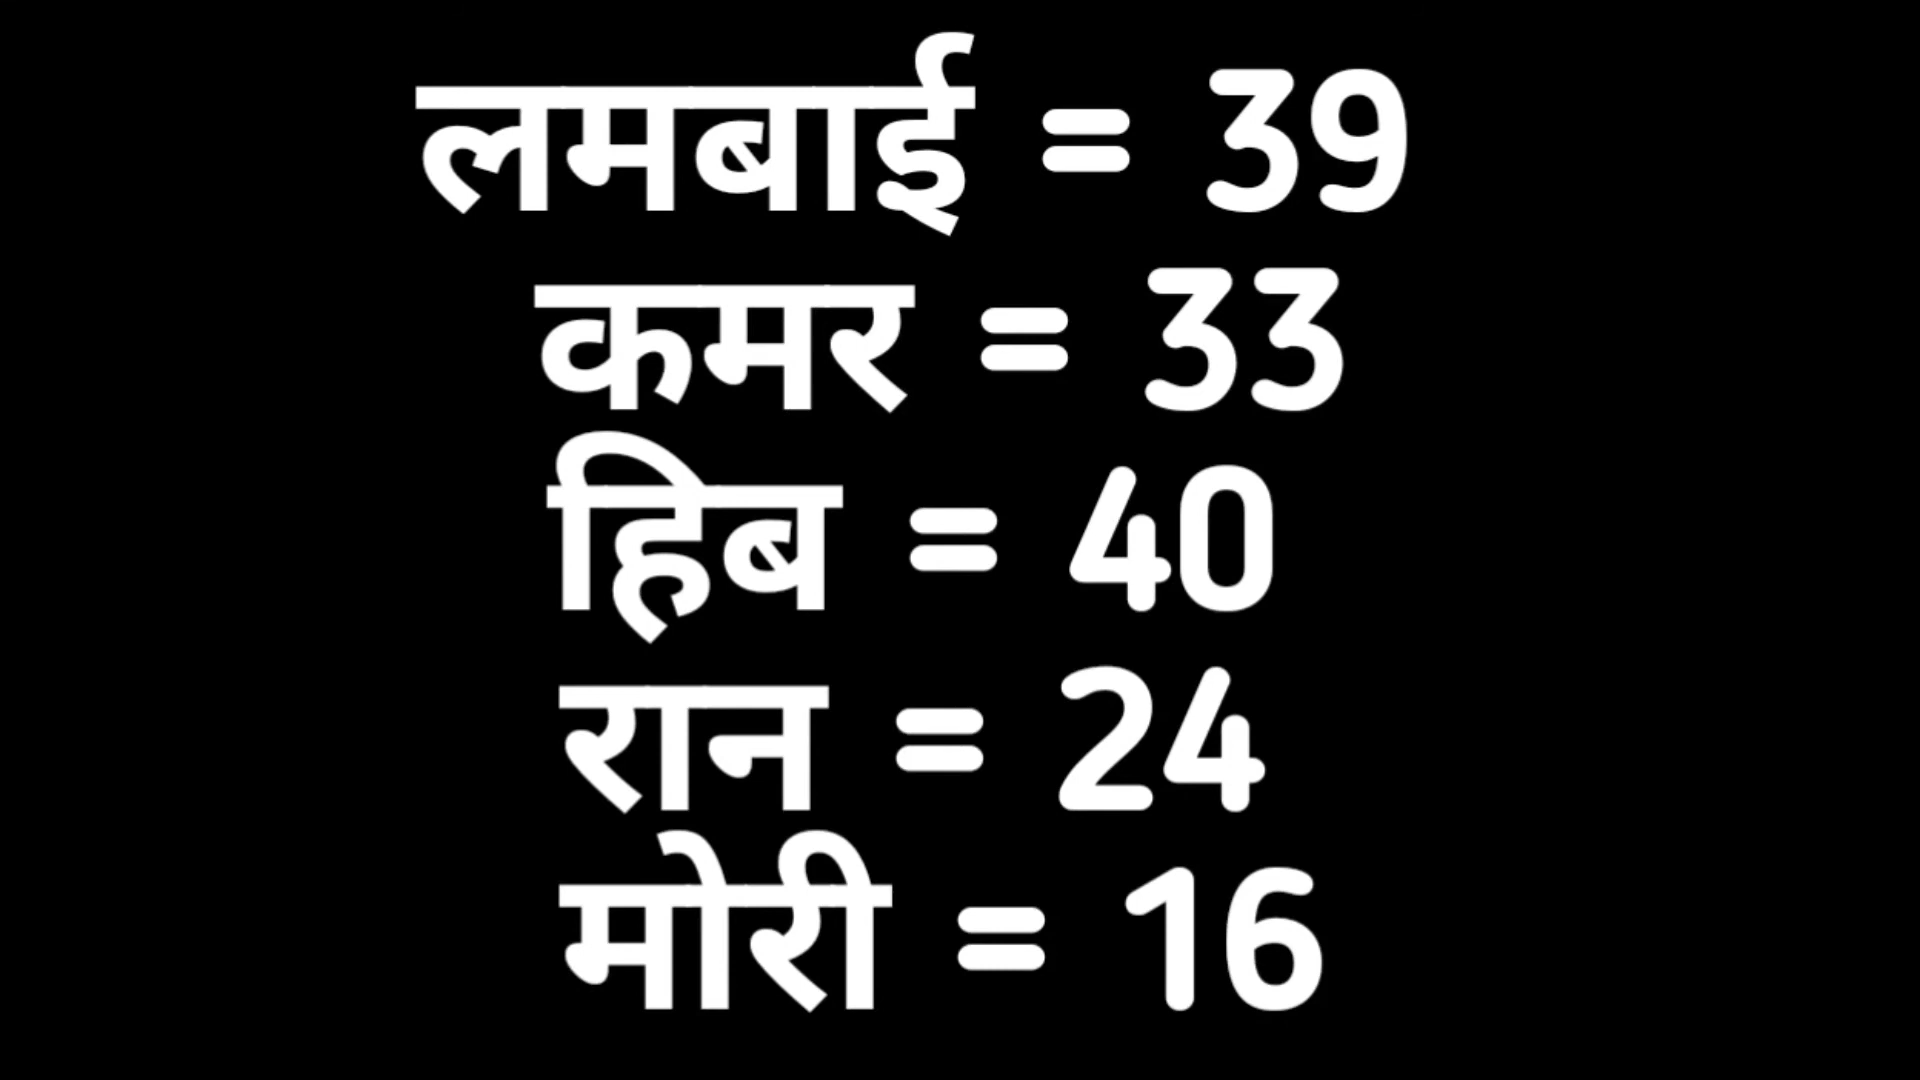 लमबाई = 39
कमर = 33
हिब = 40
रान = 24
मोरी = 16